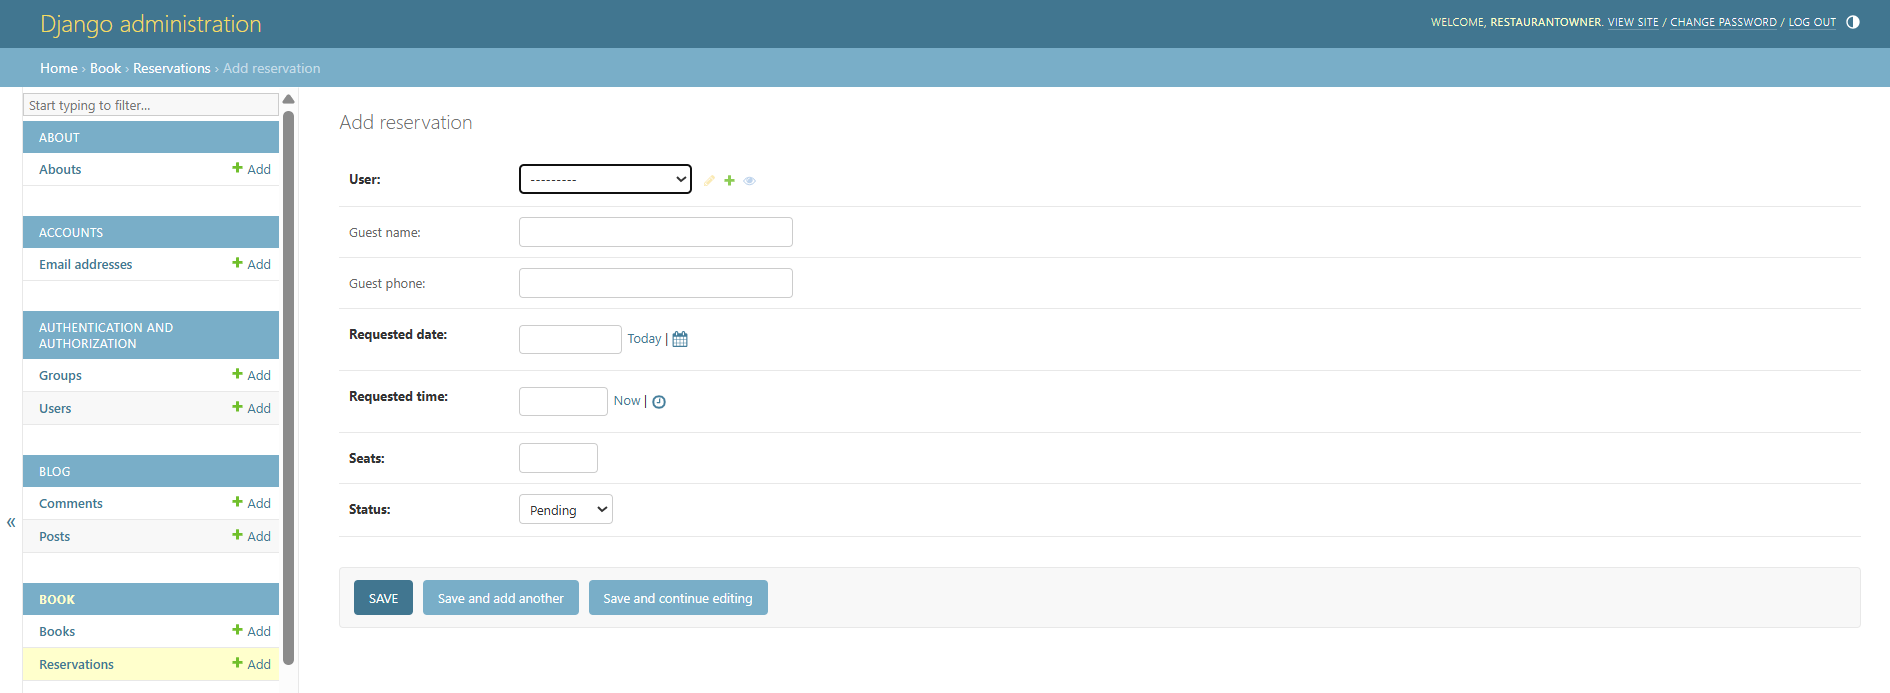 Django administration
WELCOME, RESTAURANTOWNER. VIEW SITE / CHANGE PASSWORD / LOG OUT
Home › Book › Reservations › Add reservation
Start typing to filter...
ABOUT
Abouts Add
ACCOUNTS
Email addresses Add
AUTHENTICATION AND
AUTHORIZATION
Groups Add
Users Add
BLOG
Comments Add
Posts Add
BOOK
Books Add
Reservations Add
«
Add reservation
User: ---------
Guest name:
Guest phone:
Requested date: Today |
Requested time: Now |
Seats:
Status: Pending
SAVE Save and add another Save and continue editing